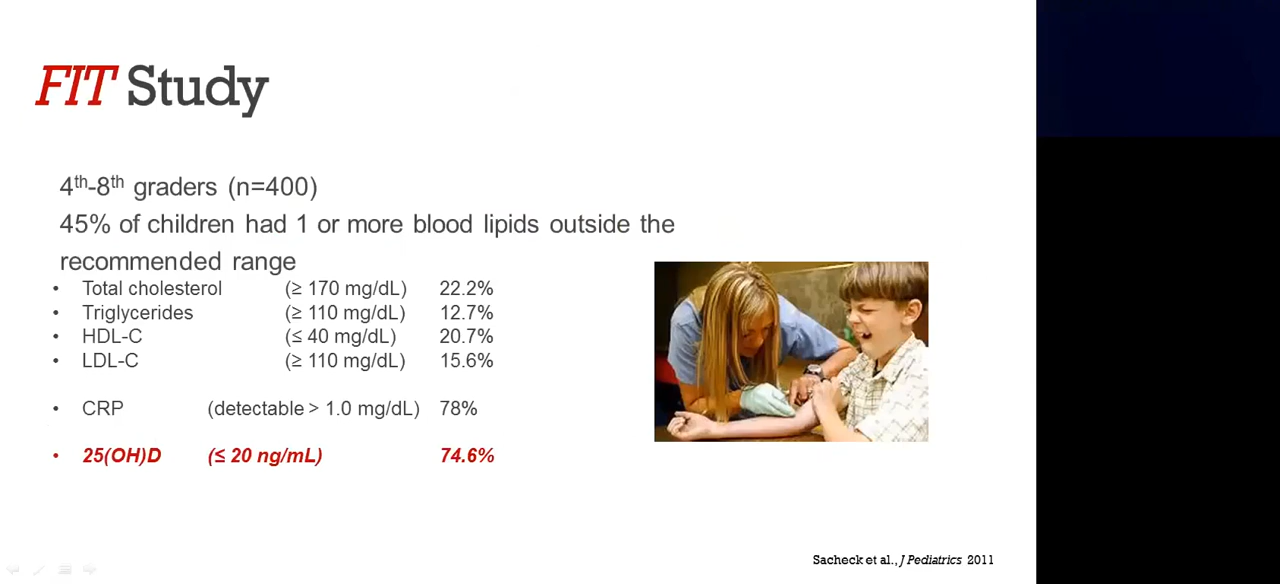 FIT Study
4th-8th graders (n=400)
45% of children had 1 or more blood lipids outside the
recommended range
• Total cholesterol (≥ 170 mg/dL) 22.2%
• Triglycerides (≥ 110 mg/dL) 12.7%
• HDL-C (≤ 40 mg/dL) 20.7%
• LDL-C (≥ 110 mg/dL) 15.6%
• CRP (detectable > 1.0 mg/dL) 78%
• 25(OH)D (≤ 20 ng/mL) 74.6%
Sacheck et al., J Pediatrics 2011